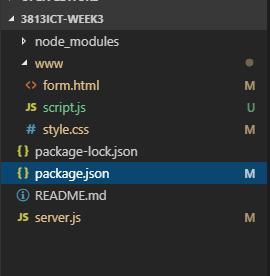 3813ICT-WEEK3
node_modules
www
<> form.html M
JS script.js U
# style.css M
{} package-lock.json
{} package.json M
README.md
JS server.js M